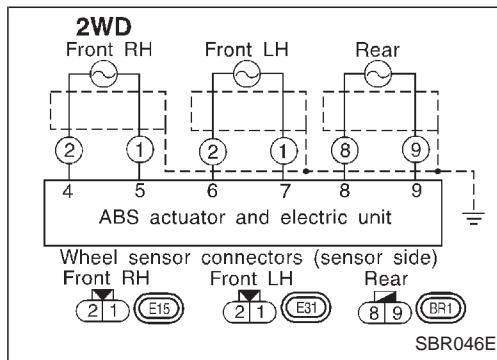 2WD
Front RH Front LH Rear
2 1 2 1 8 9
4 5 6 7 8 9
ABS actuator and electric unit
Wheel sensor connectors (sensor side)
Front RH Front LH Rear
2 1 E15 2 1 E31 8 9 BR1
SBR046E